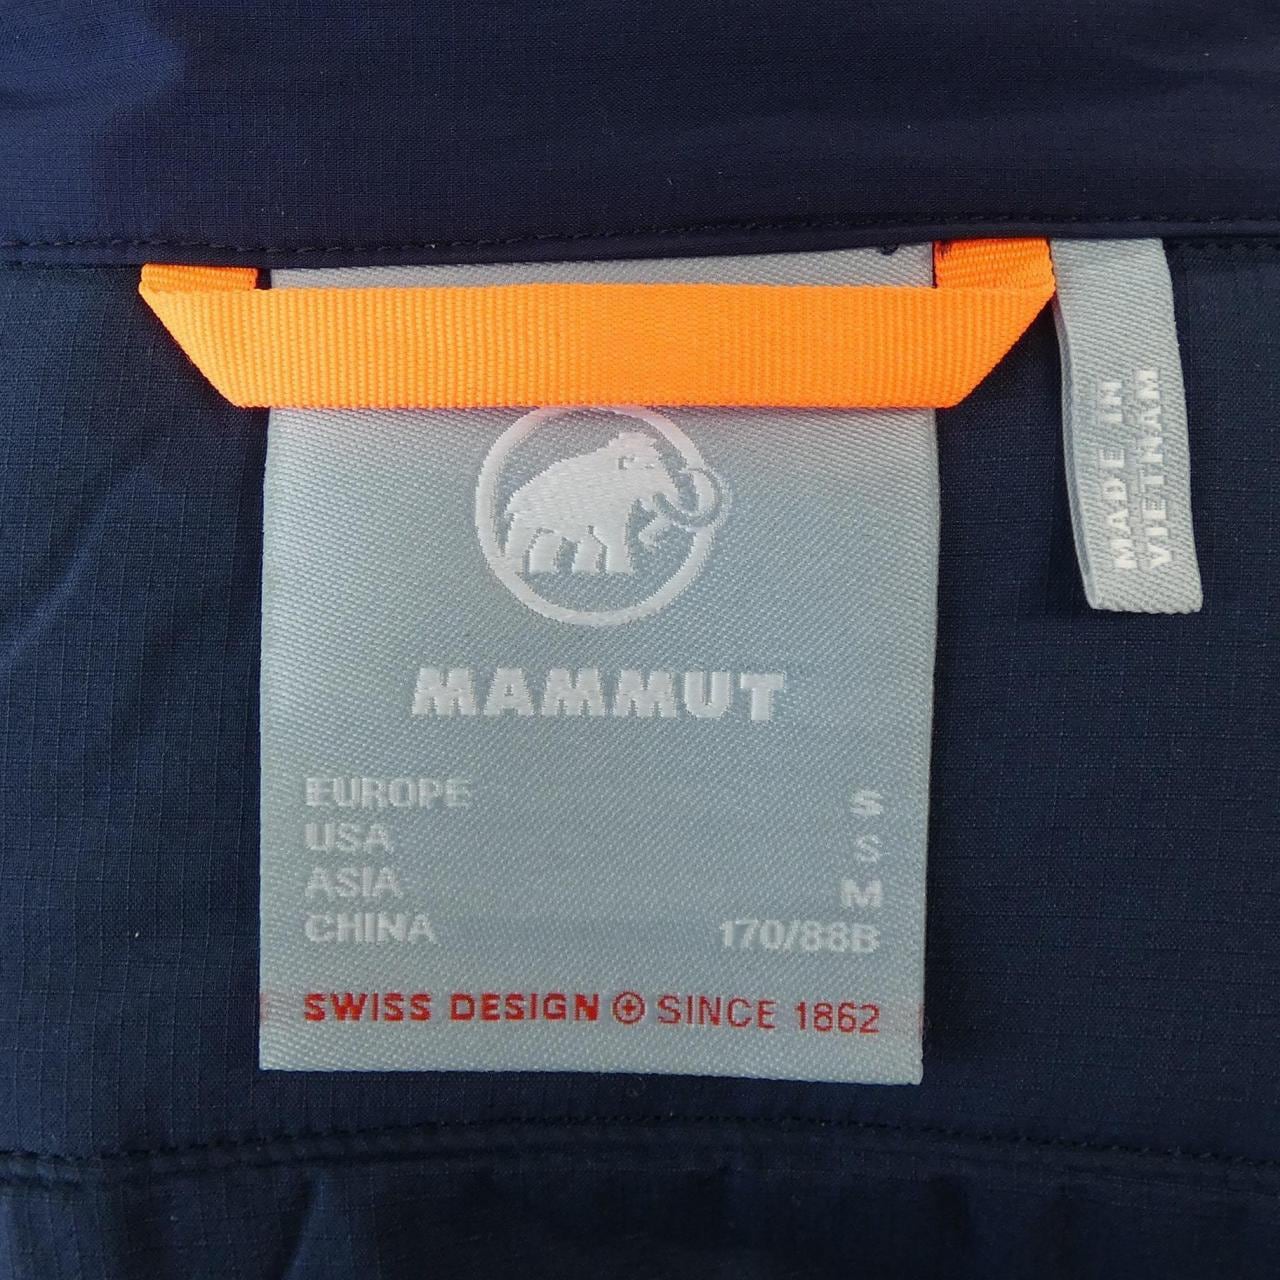 MAMMUT
EUROPE S
USA S
ASIA M
CHINA 170/88B
SWISS DESIGN SINCE 1862
MADE IN
VIETNAM